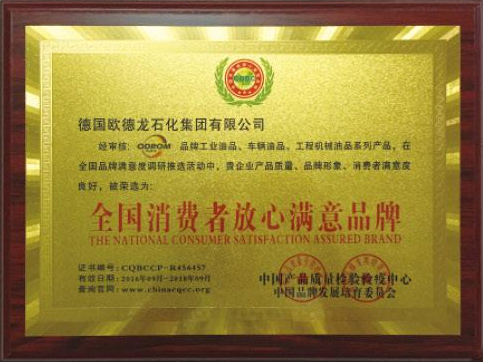 CQBC
德国欧德龙石化集团有限公司
经审核: ODROM 品牌工业油品、车辆油品、工程机械油品系列产品,在
全国品牌满意度调研推选活动中,贵企业产品质量、品牌形象、消费者满意度
良好,被荣选为:
全国消费者放心满意品牌
THE NATIONAL CONSUMER SATISFACTION ASSURED BRAND
证书编号:CQBCCP-R456457
有效日期:2016年09月-2018年09月
查询官网:www.chinacqbc.org
中国产品质量检验检疫中心
中国品牌发展培育委员会